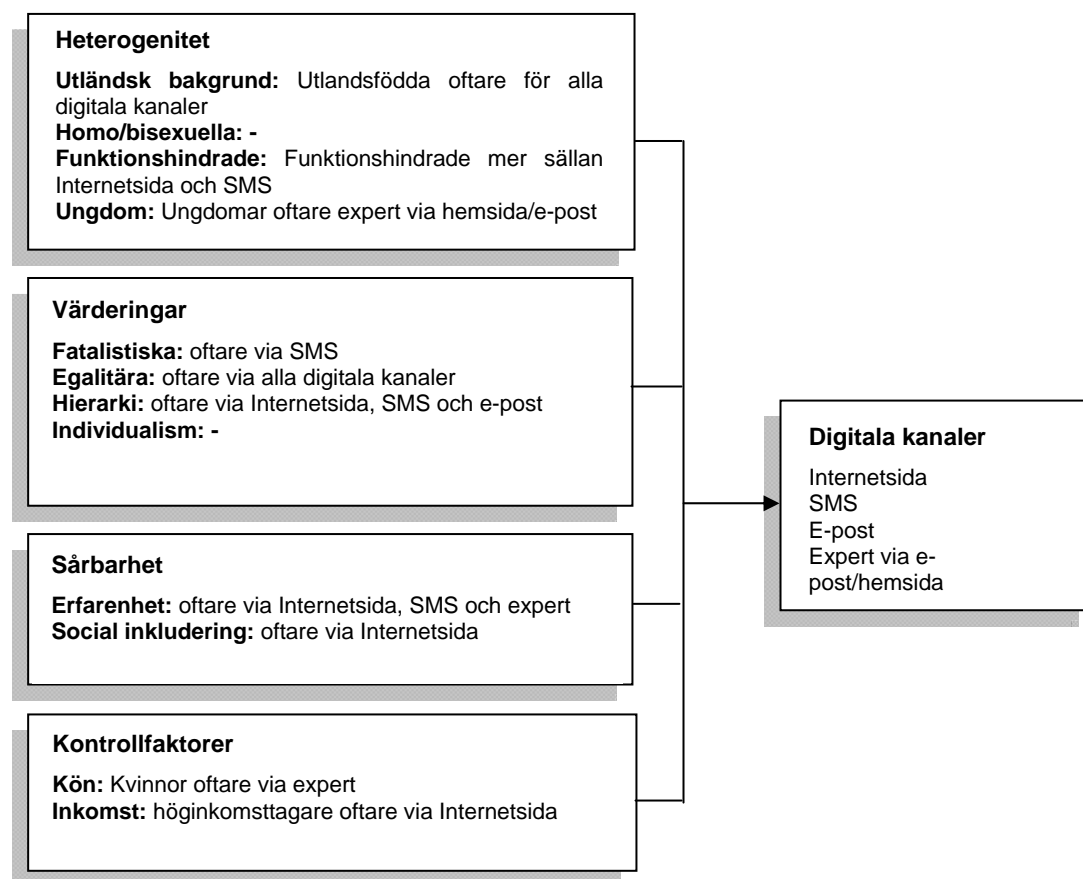 Heterogenitet
Utländsk bakgrund: Utlandsfödda oftare för alla
digitala kanaler
Homo/bisexuella: -
Funktionshindrade: Funktionshindrade mer sällan
Internetsida och SMS
Ungdom: Ungdomar oftare expert via hemsida/e-post
Värderingar
Fatalistiska: oftare via SMS
Egalitära: oftare via alla digitala kanaler
Hierarki: oftare via Internetsida, SMS och e-post
Individualism: -
Sårbarhet
Erfarenhet: oftare via Internetsida, SMS och expert
Social inkludering: oftare via Internetsida
Kontrollfaktorer
Kön: Kvinnor oftare via expert
Inkomst: höginkomsttagare oftare via Internetsida
Digitala kanaler
Internetsida
SMS
E-post
Expert via e-
post/hemsida